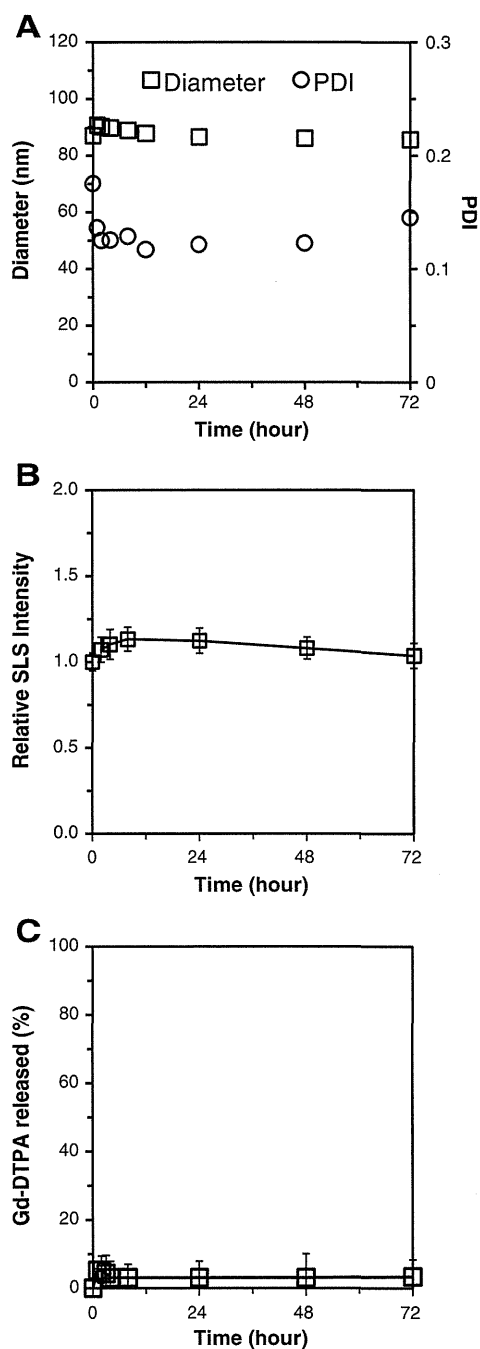 A
120
100
80
60
40
20
0
Diameter (nm)
Diameter PDI
0.3
0.2
0.1
0
PDI
0 24 48 72
Time (hour)
B
2.0
1.5
1.0
0.5
0.0
Relative SLS Intensity
0 24 48 72
Time (hour)
C
100
80
60
40
20
0
Gd-DTPA released (%)
0 24 48 72
Time (hour)